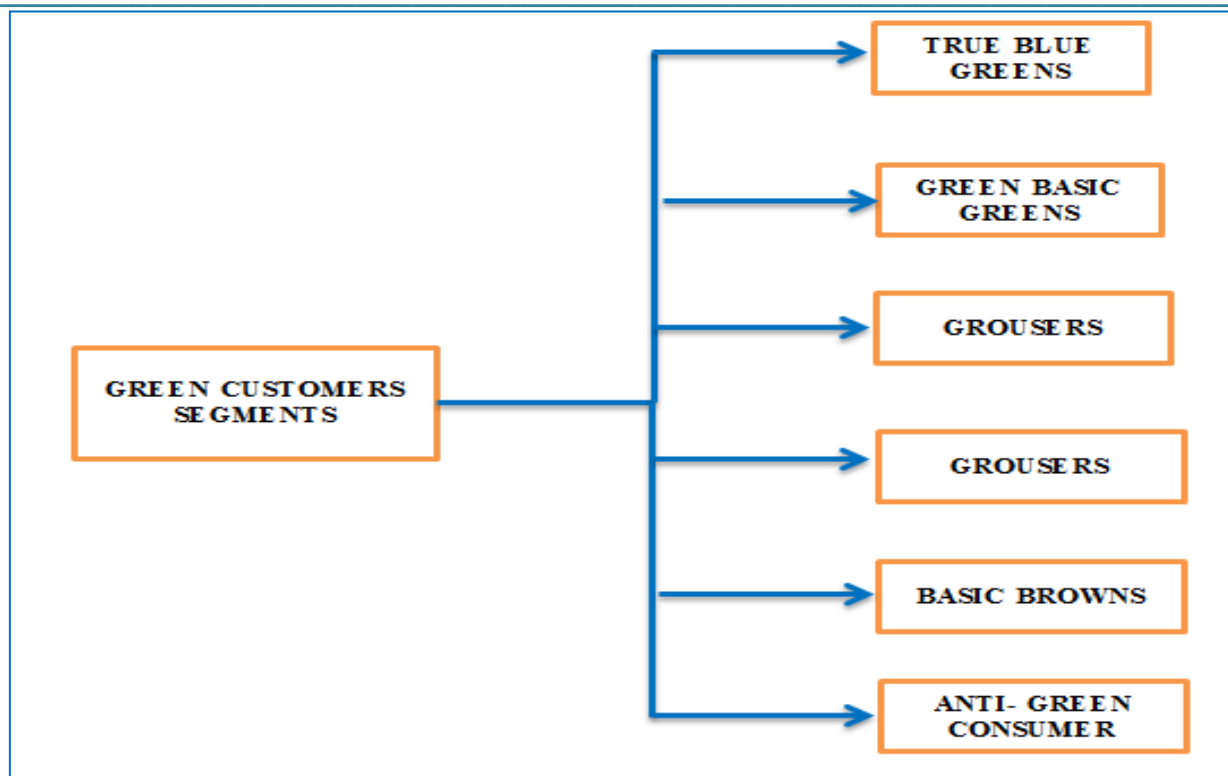 TRUE BLUE
GREENS
GREEN BASIC
GREENS
GROUSERS
GREEN CUSTOMERS
SEGMENTS
GROUSERS
BASIC BROWNS
ANTI- GREEN
CONSUMER